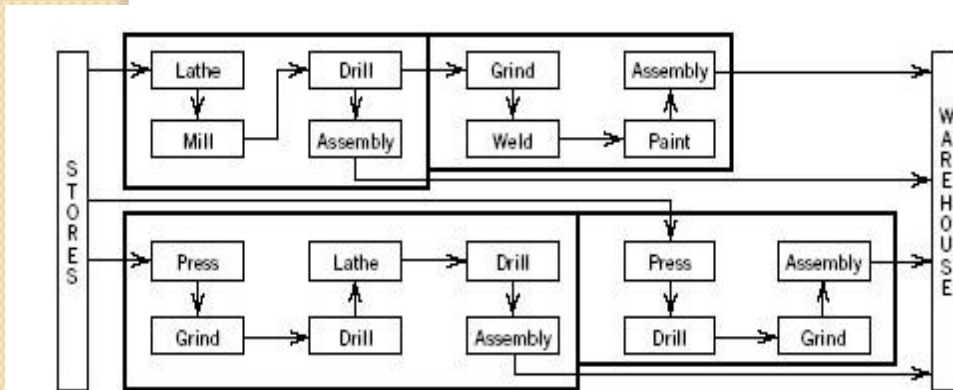 STORES
Lathe
Drill
Grind
Assembly
Mill
Assembly
Weld
Paint
Press
Lathe
Drill
Press
Assembly
Grind
Drill
Assembly
Drill
Grind
WAREHOUSE